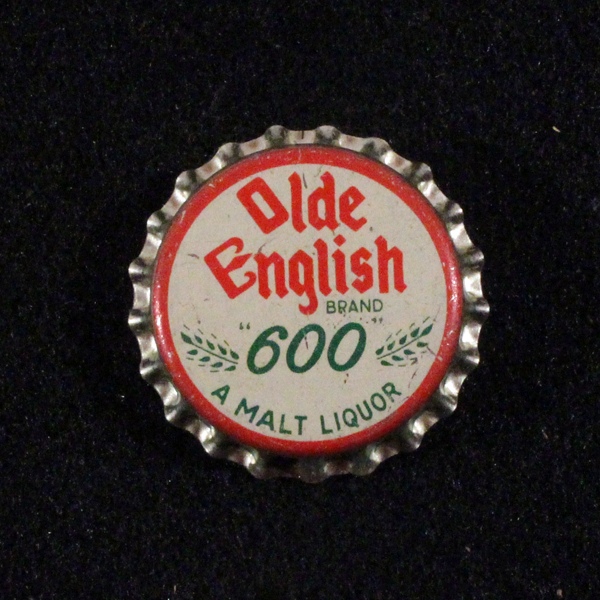 Olde
English
BRAND
"600"
A MALT LIQUOR